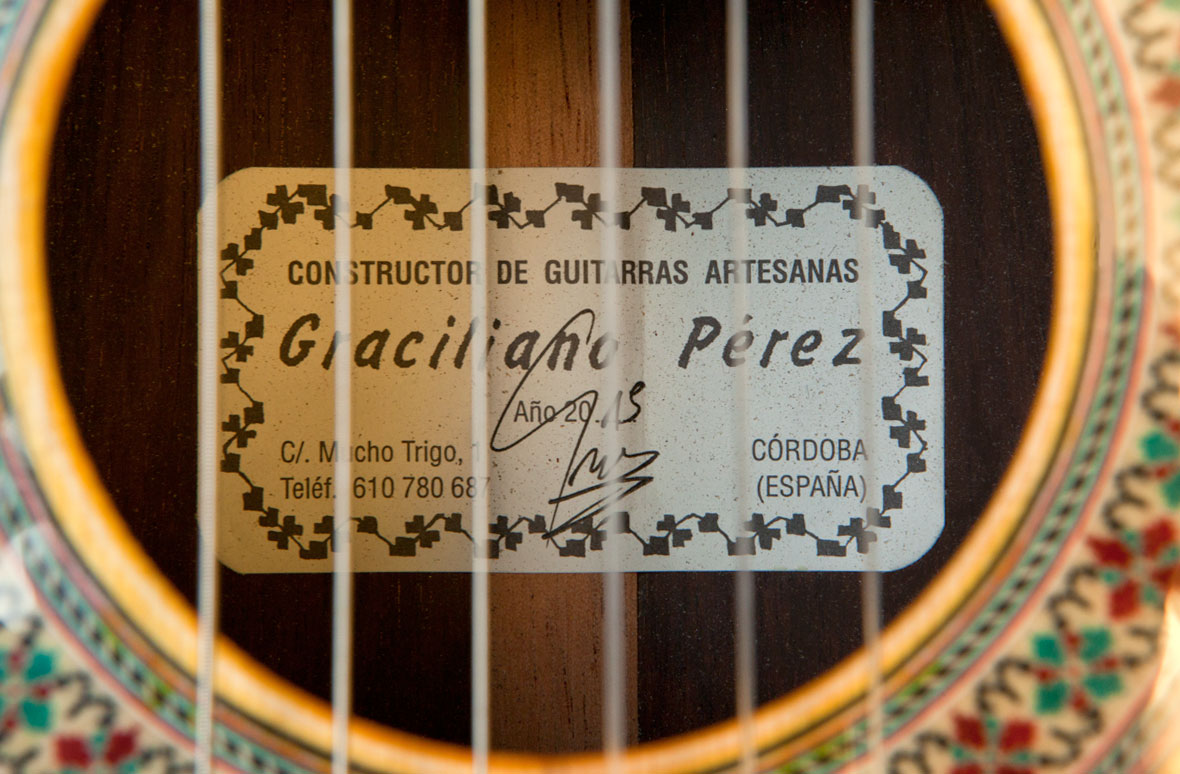 CONSTRUCTOR DE GUITARRAS ARTESANAS
Graciliano Pérez
Año 20.15
C/. Mucho Trigo, 1
Teléf. 610 780 687
CÓRDOBA
(ESPAÑA)